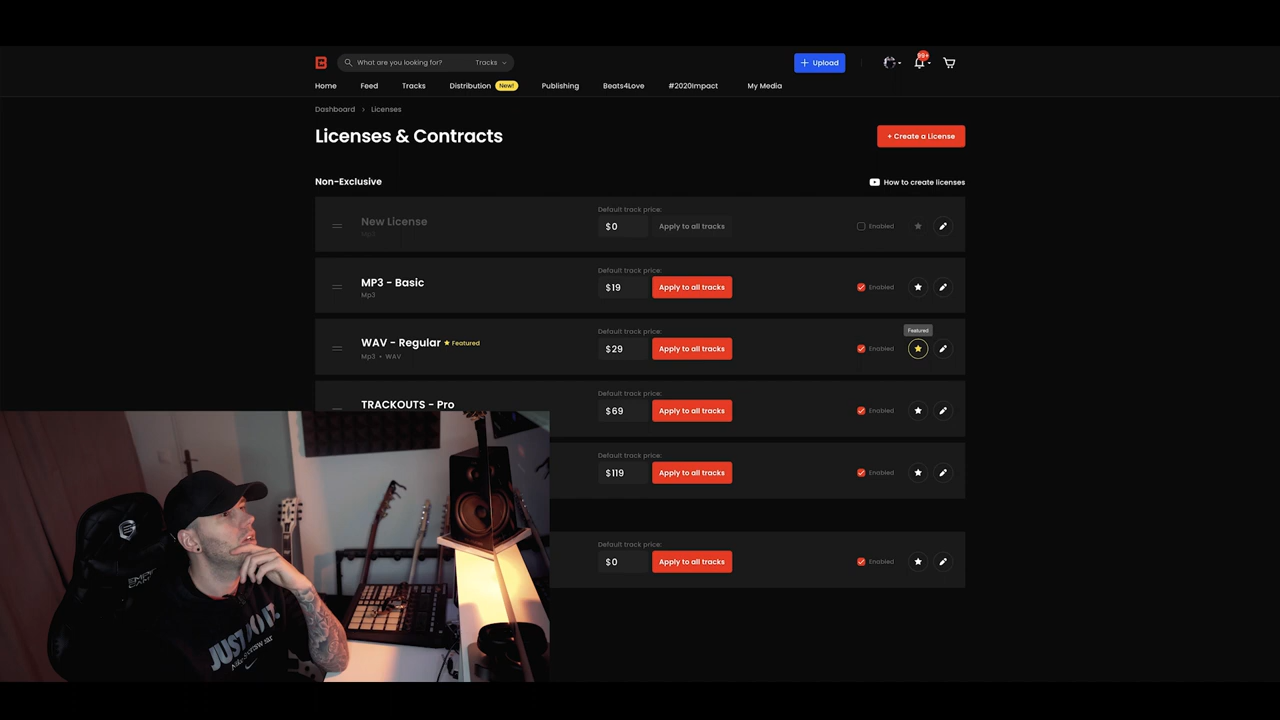 What are you looking for? Tracks
+ Upload
99+
Home Feed Tracks Distribution New! Publishing Beats4Love #2020Impact My Media
Dashboard > Licenses
Licenses & Contracts
+ Create a License
Non-Exclusive
How to create licenses
Default track price:
New License
$0 Apply to all tracks Enabled
Mp3
Default track price:
MP3 - Basic
$19 Apply to all tracks Enabled
Mp3
Featured
Default track price:
WAV - Regular Featured
$29 Apply to all tracks Enabled
Mp3 • WAV
Default track price:
TRACKOUTS - Pro
$69 Apply to all tracks Enabled
Default track price:
$119 Apply to all tracks Enabled
Default track price:
$0 Apply to all tracks Enabled
JUST DO IT.